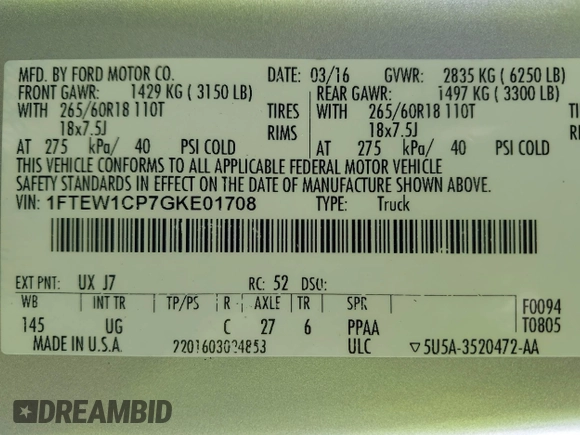 MFD. BY FORD MOTOR CO. DATE: 03/16 GVWR: 2835 KG (6250 LB)
FRONT GAWR: 1429 KG (3150 LB) REAR GAWR: 1497 KG (3300 LB)
WITH 265/60R18 110T TIRES 265/60R18 110T
18x7.5J RIMS 18x7.5J
AT 275 kPa/ 40 PSI COLD AT 275 kPa/ 40 PSI COLD
THIS VEHICLE CONFORMS TO ALL APPLICABLE FEDERAL MOTOR VEHICLE
SAFETY STANDARDS IN EFFECT ON THE DATE OF MANUFACTURE SHOWN ABOVE.
VIN: 1FTEW1CP7GKE01708 TYPE: Truck
EXT PNT: UX J7 RC: 52 DSO:
WB INT TR TP/PS R AXLE TR SPR F0094
145 UG C 27 6 PPAA T0805
MADE IN U.S.A. 2201603024853 ULC ▽5U5A-3520472-AA
DREAMBID